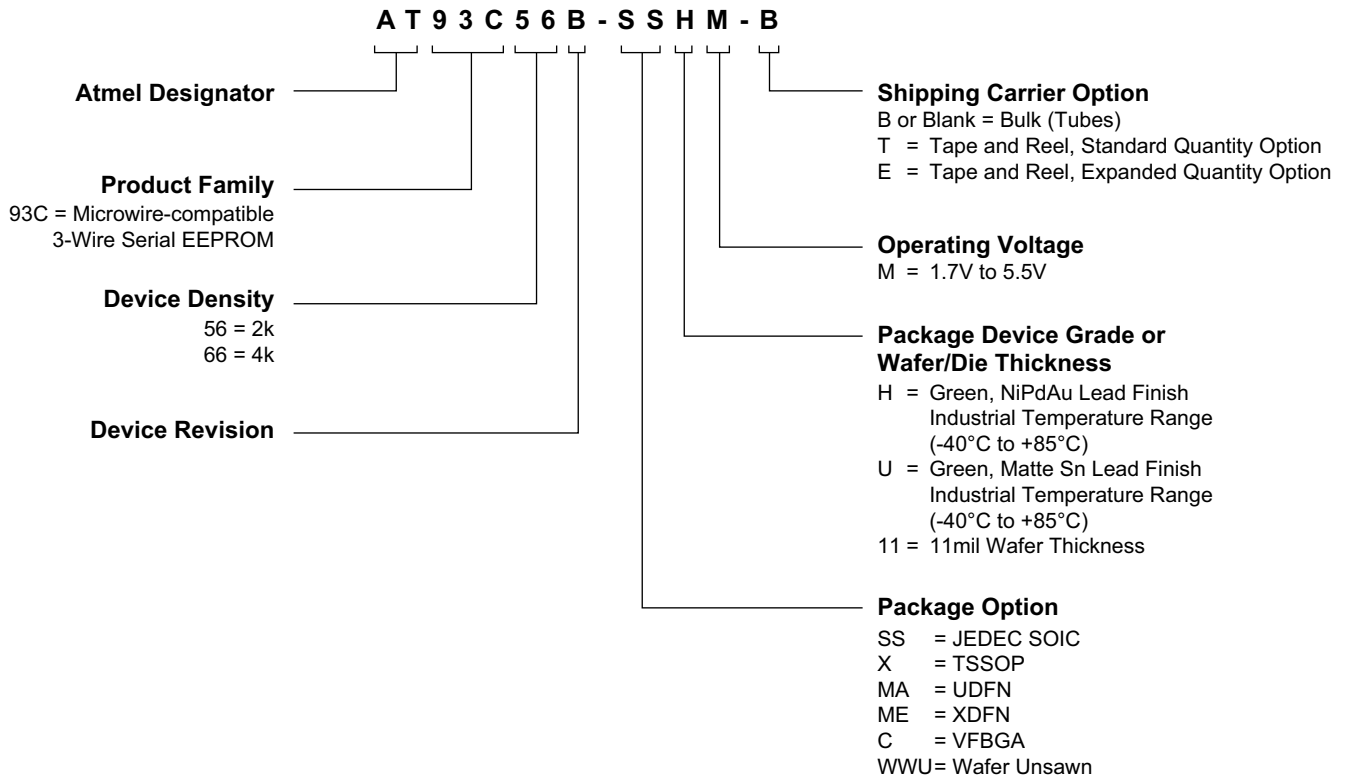 AT93C56B-SSHM-B
Atmel Designator
Product Family
93C = Microwire-compatible
3-Wire Serial EEPROM
Device Density
56 = 2k
66 = 4k
Device Revision
Shipping Carrier Option
B or Blank = Bulk (Tubes)
T = Tape and Reel, Standard Quantity Option
E = Tape and Reel, Expanded Quantity Option
Operating Voltage
M = 1.7V to 5.5V
Package Device Grade or
Wafer/Die Thickness
H = Green, NiPdAu Lead Finish
Industrial Temperature Range
(-40°C to +85°C)
U = Green, Matte Sn Lead Finish
Industrial Temperature Range
(-40°C to +85°C)
11 = 11mil Wafer Thickness
Package Option
SS = JEDEC SOIC
X = TSSOP
MA = UDFN
ME = XDFN
C = VFBGA
WWU= Wafer Unsawn